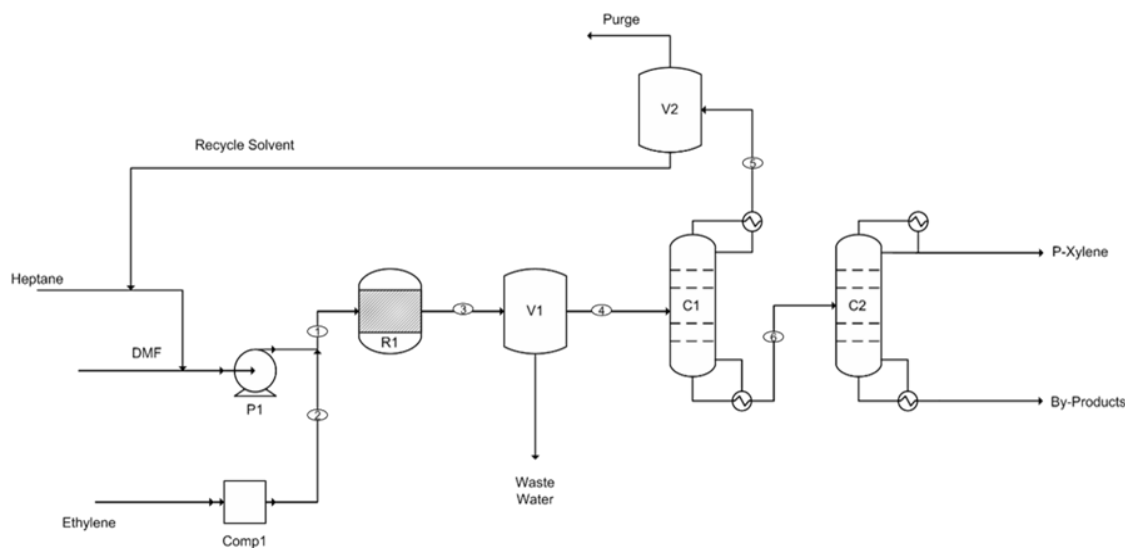 Purge
V2
Recycle Solvent
5
Heptane
P-Xylene
DMF
1
R1
3
V1
4
C1
6
C2
P1
2
By-Products
Waste
Water
Ethylene
Comp1